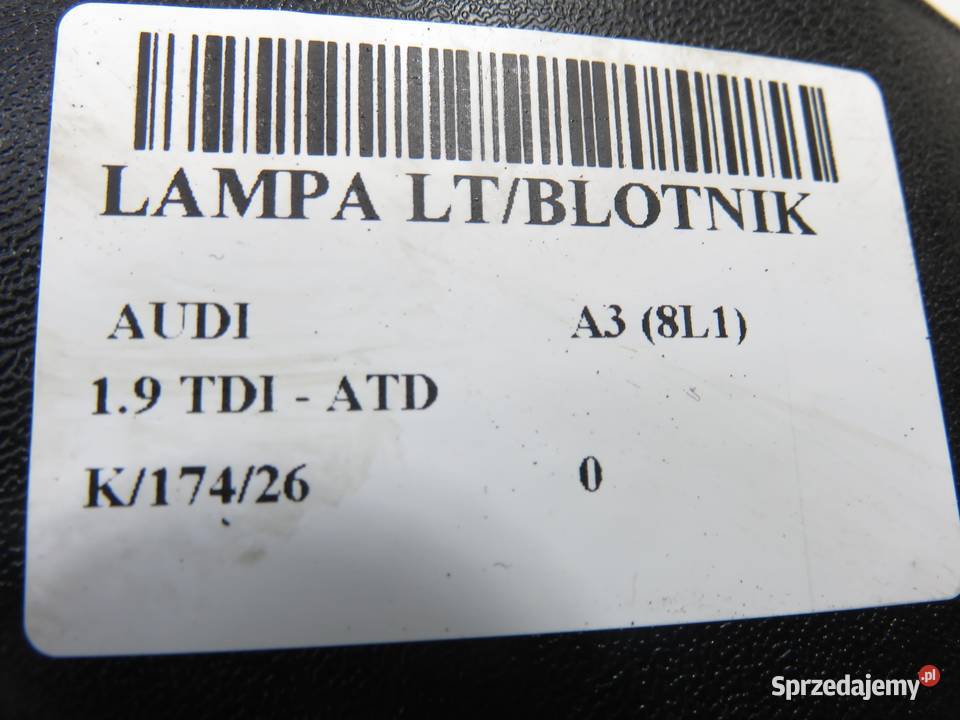 LAMPA LT/BLOTNIK
AUDI A3 (8L1)
1.9 TDI - ATD
K/174/26 0
Sprzedajemy.pl